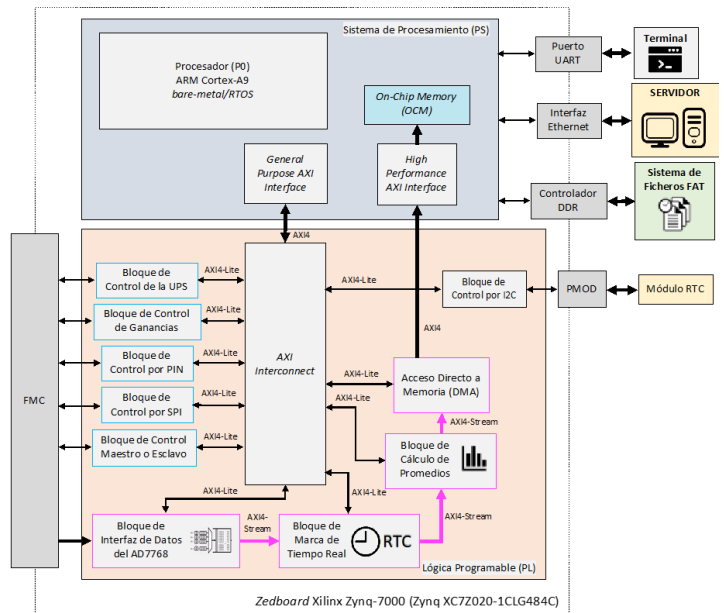 Sistema de Procesamiento (PS)
Procesador (P0)
ARM Cortex-A9
bare-metal/RTOS
On-Chip Memory
(OCM)
General
Purpose AXI
Interface
High
Performance
AXI Interface
Puerto
UART
Terminal
Interfaz
Ethernet
SERVIDOR
Controlador
DDR
Sistema de
Ficheros FAT
FMC
Bloque de
Control de la UPS
AXI4-Lite
Bloque de Control
de Ganancias
AXI4-Lite
Bloque de
Control por PIN
AXI4-Lite
Bloque de
Control por SPI
AXI4-Lite
Bloque de Control
Maestro o Esclavo
AXI4-Lite
AXI
Interconnect
AXI4-Lite
Bloque de
Control por I2C
PMOD
Módulo RTC
AXI4
AXI4-Lite
Acceso Directo a
Memoria (DMA)
AXI4-Lite
AXI4-Stream
Bloque de
Cálculo de
Promedios
AXI4-Lite
AXI4-Lite
AXI4-Stream
Bloque de
Interfaz de Datos
del AD7768
AXI4-
Stream
Bloque de
Marca de
Tiempo Real
RTC
Lógica Programable (PL)
Zedboard Xilinx Zynq-7000 (Zynq XC7Z020-1CLG484C)